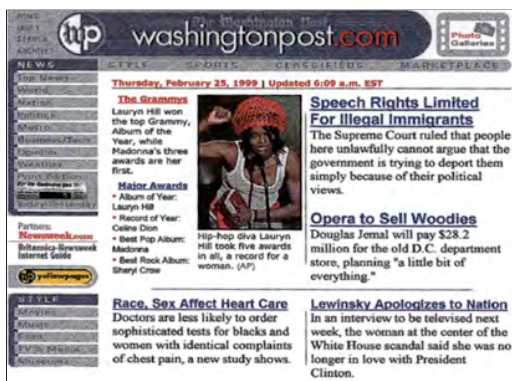 HOME
SEARCH
ARCHIVES
wp
The Washington Post
washingtonpost.com
Photo
Galleries
NEWS
STYLE
SPORTS
CLASSIFIEDS
MARKETPLACE
Top News
World
Nation
Politics
Metro
Business/Tech
Opinion
Weather
Print Edition
Partners:
Newsweek.com
Britannica-Newsweek
Internet Guide
yellowpages
STYLE
Movies
Music
Food
TV & Media
Museums
Thursday, February 25, 1999 | Updated 6:09 a.m. EST
The Grammys
Lauryn Hill won
the top Grammy,
Album of the
Year, while
Madonna's three
awards are her
first.
Major Awards
• Album of Year:
Lauryn Hill
• Record of Year:
Celine Dion
• Best Pop Album:
Madonna
• Best Rock Album:
Sheryl Crow
Hip-hop diva Lauryn
Hill took five awards
in all, a record for a
woman. (AP)
Speech Rights Limited
For Illegal Immigrants
The Supreme Court ruled that people
here unlawfully cannot argue that the
government is trying to deport them
simply because of their political
views.
Opera to Sell Woodies
Douglas Jemal will pay $28.2
million for the old D.C. department
store, planning "a little bit of
everything."
Race, Sex Affect Heart Care
Doctors are less likely to order
sophisticated tests for blacks and
women with identical complaints
of chest pain, a new study shows.
Lewinsky Apologizes to Nation
In an interview to be televised next
week, the woman at the center of the
White House scandal said she was no
longer in love with President
Clinton.